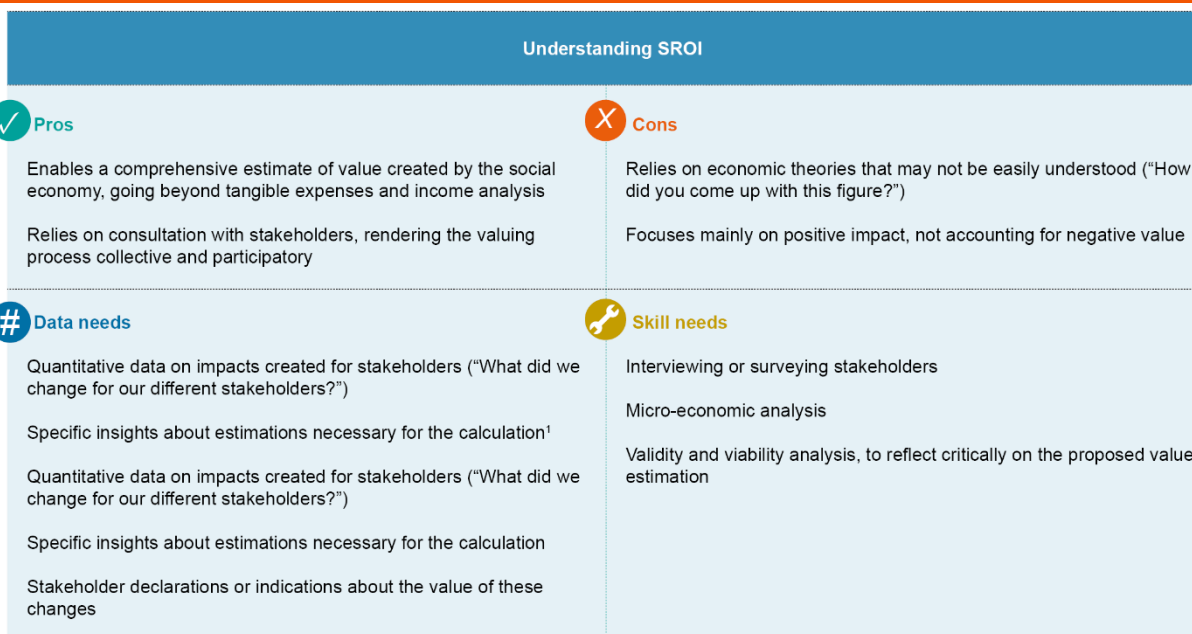 Understanding SROI
✓ Pros
Enables a comprehensive estimate of value created by the social
economy, going beyond tangible expenses and income analysis
Relies on consultation with stakeholders, rendering the valuing
process collective and participatory
X Cons
Relies on economic theories that may not be easily understood (“How
did you come up with this figure?”)
Focuses mainly on positive impact, not accounting for negative value
# Data needs
Quantitative data on impacts created for stakeholders (“What did we
change for our different stakeholders?”)
Specific insights about estimations necessary for the calculation¹
Quantitative data on impacts created for stakeholders (“What did we
change for our different stakeholders?”)
Specific insights about estimations necessary for the calculation
Stakeholder declarations or indications about the value of these
changes
Skill needs
Interviewing or surveying stakeholders
Micro-economic analysis
Validity and viability analysis, to reflect critically on the proposed value
estimation